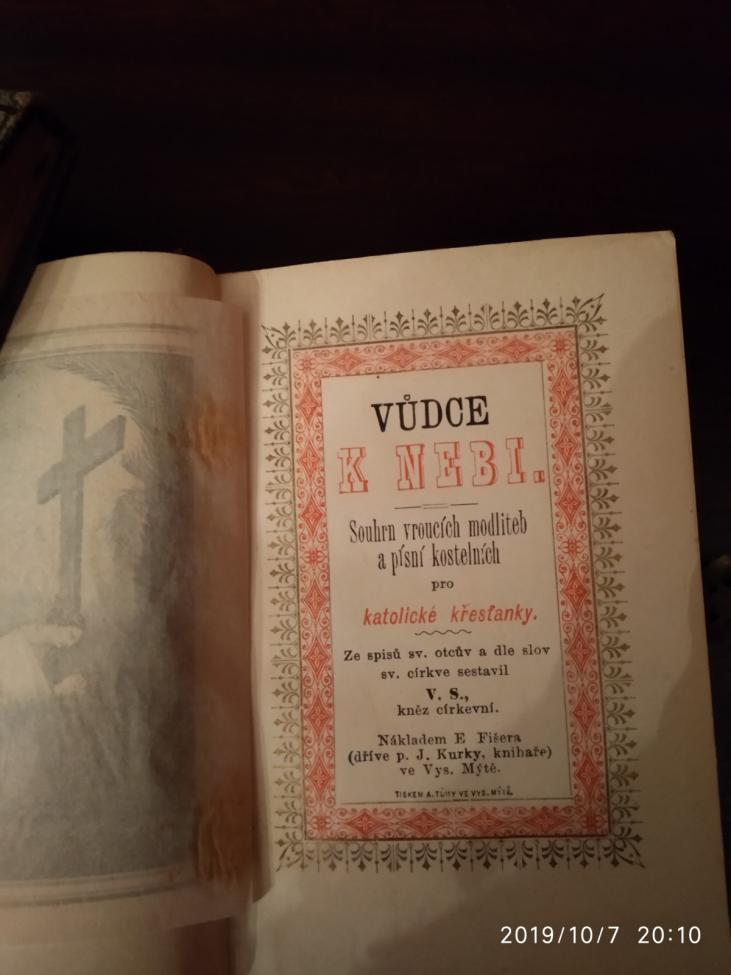 VŮDCE
K NEBI.
Souhrn vroucích modliteb
a písní kostelních
pro
katolické křesťanky.
Ze spisů sv. otcův a dle slov
sv. církve sestavil
V. S.,
kněz církevní.
Nákladem E Fišera
(dříve p. J. Kurky, knihaře)
ve Vys. Mýtě.
TISKEM A. TŮMY VE VYS. MÝTĚ.
2019/10/7 20:10